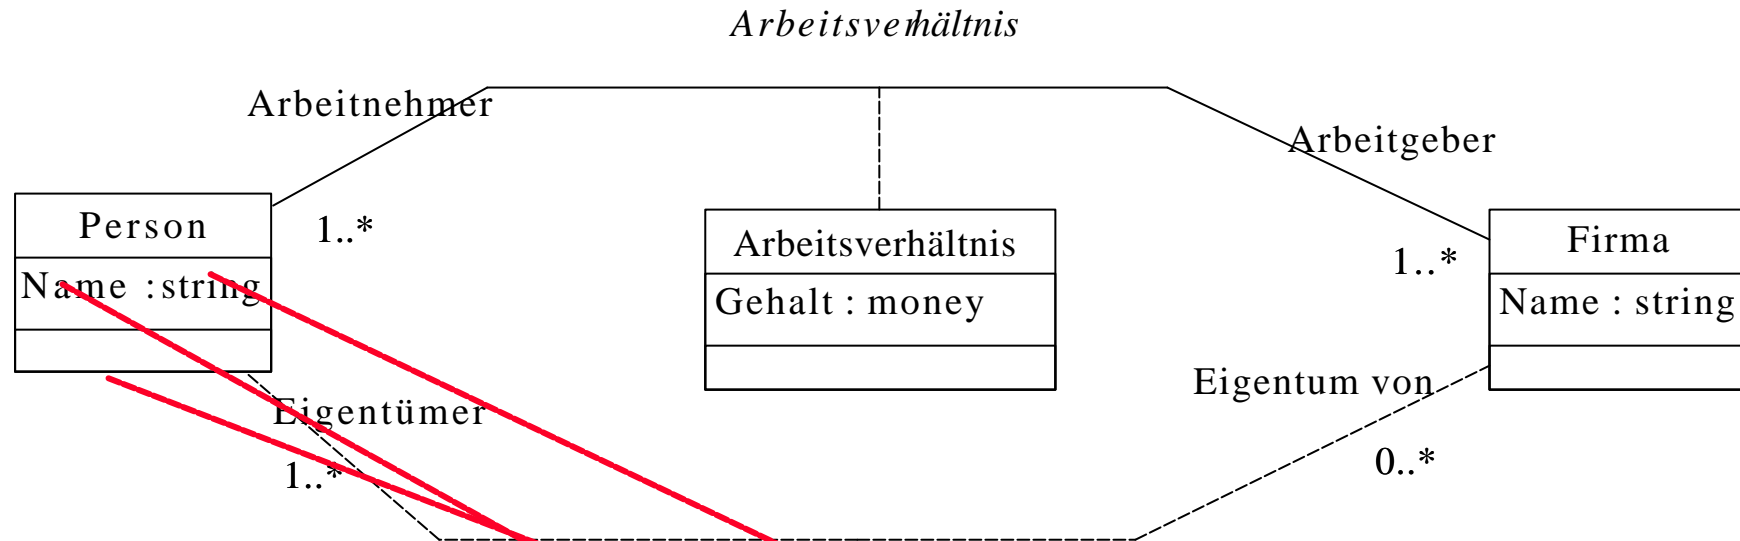 Arbeitsverhältnis
Arbeitnehmer
Arbeitgeber
Person
1..*
Arbeitsverhältnis
Firma
1..*
Name : string
Gehalt : money
Name : string
Eigentümer
Eigentum von
1..*
0..*